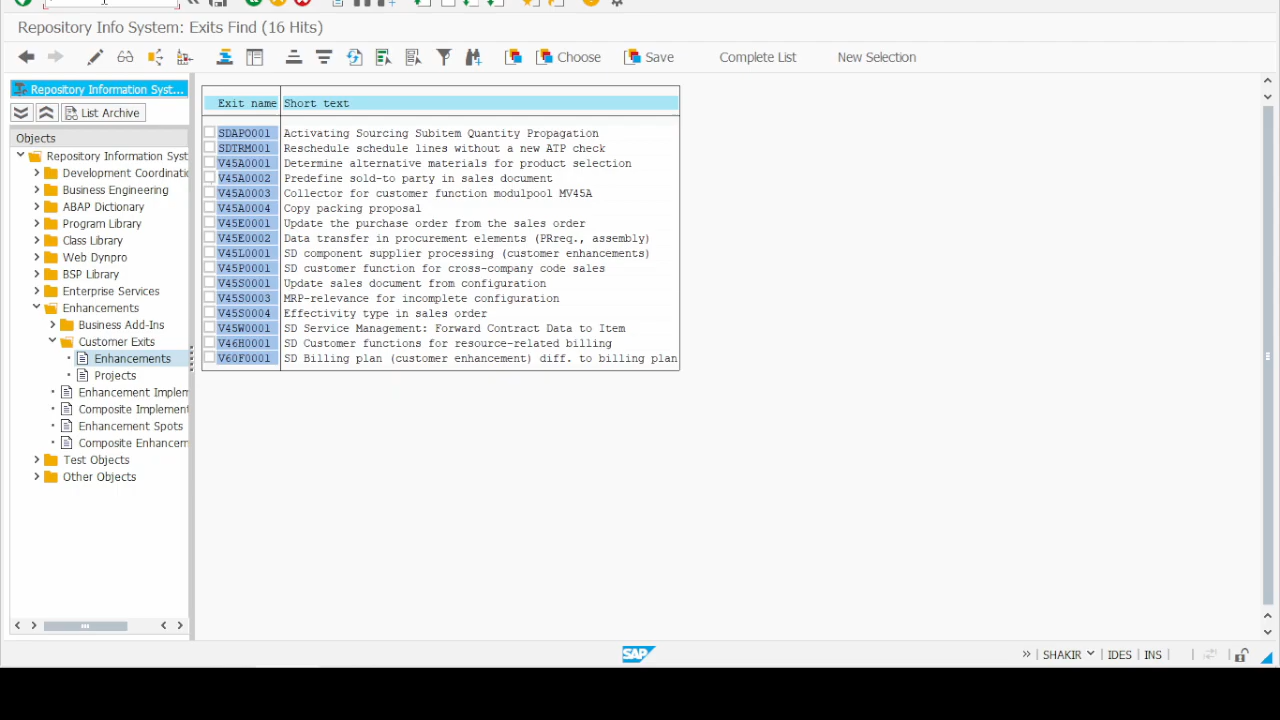 Repository Info System: Exits Find (16 Hits)
Choose Save Complete List New Selection
Repository Information Syst...
List Archive
Objects
Repository Information Syst
Development Coordinatio
Business Engineering
ABAP Dictionary
Program Library
Class Library
Web Dynpro
BSP Library
Enterprise Services
Enhancements
Business Add-Ins
Customer Exits
Enhancements
Projects
Enhancement Implem
Composite Implement
Enhancement Spots
Composite Enhancem
Test Objects
Other Objects
Exit name Short text
SDAPO001 Activating Sourcing Subitem Quantity Propagation
SDTRM001 Reschedule schedule lines without a new ATP check
V45A0001 Determine alternative materials for product selection
V45A0002 Predefine sold-to party in sales document
V45A0003 Collector for customer function modulpool MV45A
V45A0004 Copy packing proposal
V45E0001 Update the purchase order from the sales order
V45E0002 Data transfer in procurement elements (PRreq., assembly)
V45L0001 SD component supplier processing (customer enhancements)
V45P0001 SD customer function for cross-company code sales
V45S0001 Update sales document from configuration
V45S0003 MRP-relevance for incomplete configuration
V45S0004 Effectivity type in sales order
V45W0001 SD Service Management: Forward Contract Data to Item
V46H0001 SD Customer functions for resource-related billing
V60F0001 SD Billing plan (customer enhancement) diff. to billing plan
SAP
SHAKIR IDES INS